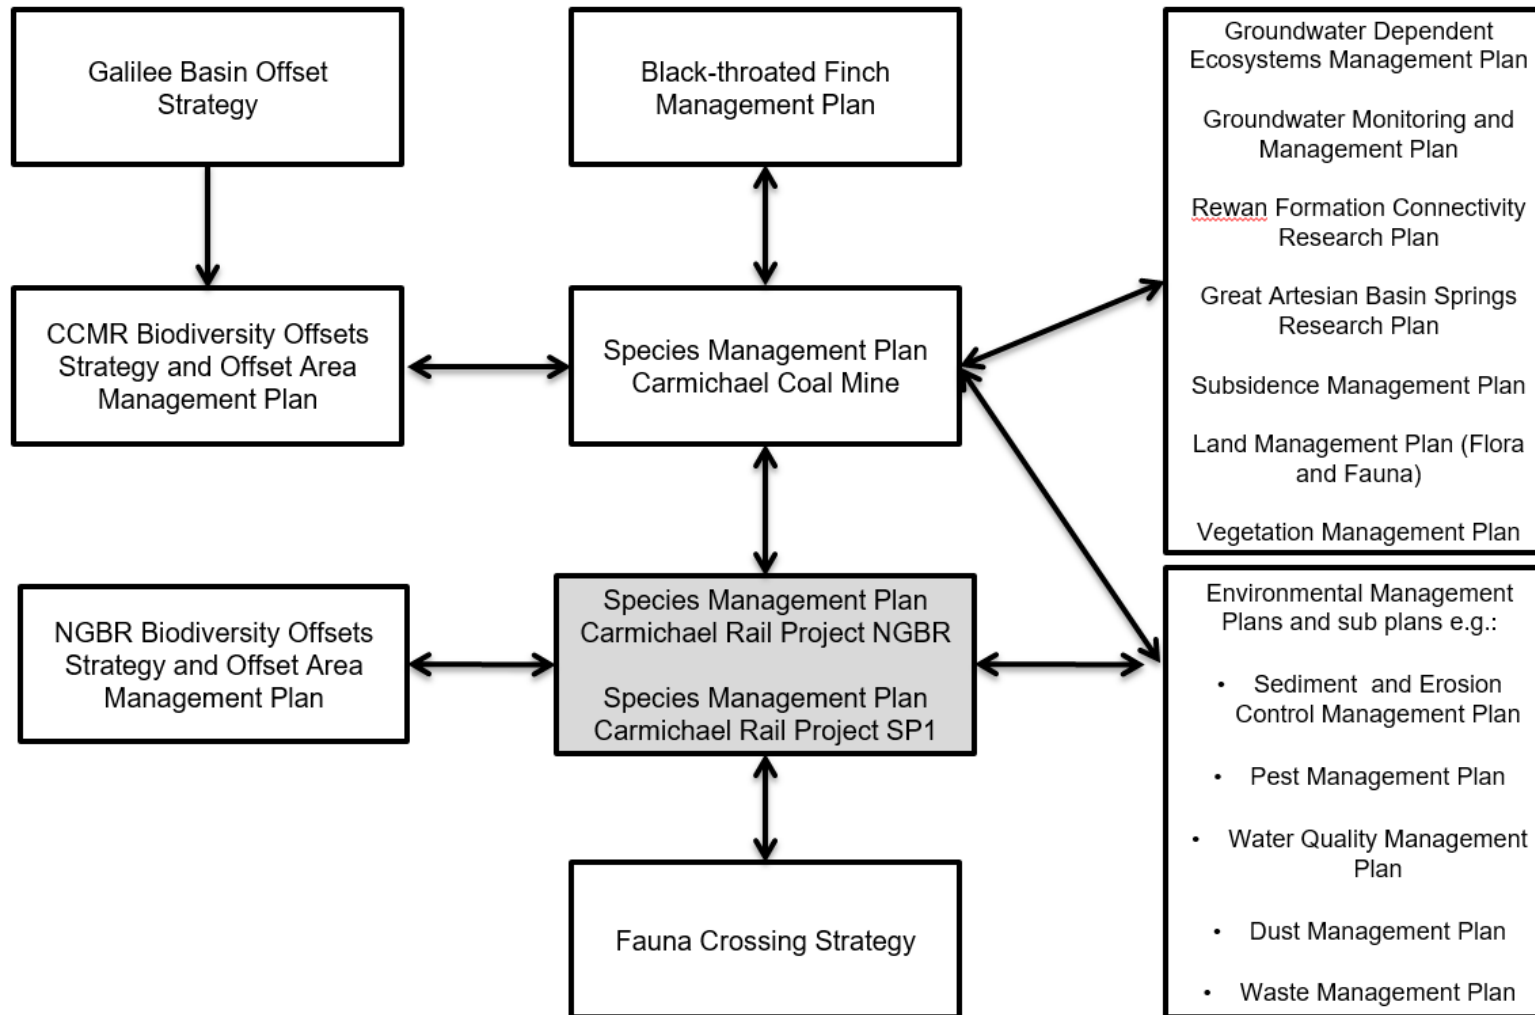 Galilee Basin Offset
Strategy
Black-throated Finch
Management Plan
Groundwater Dependent
Ecosystems Management Plan
Groundwater Monitoring and
Management Plan
Rewan Formation Connectivity
Research Plan
Great Artesian Basin Springs
Research Plan
Subsidence Management Plan
Land Management Plan (Flora
and Fauna)
Vegetation Management Plan
CCMR Biodiversity Offsets
Strategy and Offset Area
Management Plan
Species Management Plan
Carmichael Coal Mine
NGBR Biodiversity Offsets
Strategy and Offset Area
Management Plan
Species Management Plan
Carmichael Rail Project NGBR
Species Management Plan
Carmichael Rail Project SP1
Environmental Management
Plans and sub plans e.g.:
• Sediment and Erosion
Control Management Plan
• Pest Management Plan
• Water Quality Management
Plan
• Dust Management Plan
• Waste Management Plan
Fauna Crossing Strategy